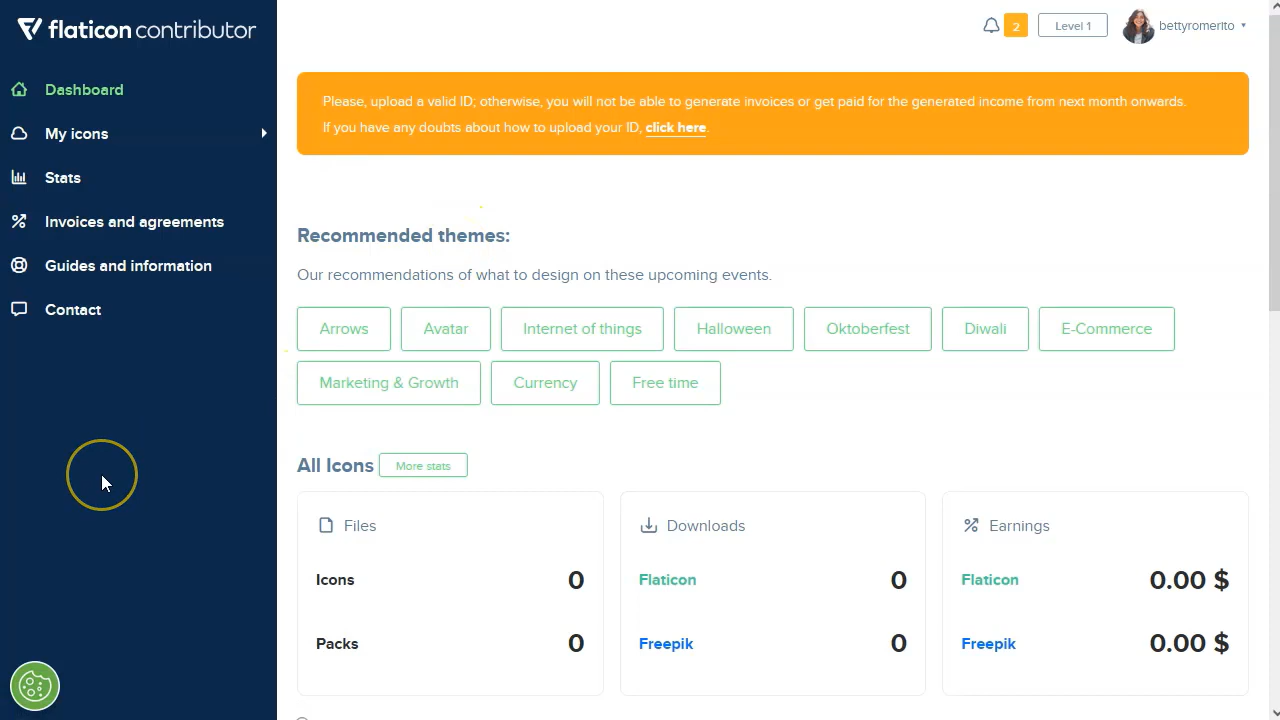 flaticon contributor
2
Level 1
bettyromerito
Dashboard
My icons
Stats
Invoices and agreements
Guides and information
Contact
Please, upload a valid ID; otherwise, you will not be able to generate invoices or get paid for the generated income from next month onwards.
If you have any doubts about how to upload your ID, click here.
Recommended themes:
Our recommendations of what to design on these upcoming events.
Arrows Avatar Internet of things Halloween Oktoberfest Diwali E-Commerce
Marketing & Growth Currency Free time
All Icons More stats
Files
Icons 0
Packs 0
Downloads
Flaticon 0
Freepik 0
Earnings
Flaticon 0.00 $
Freepik 0.00 $